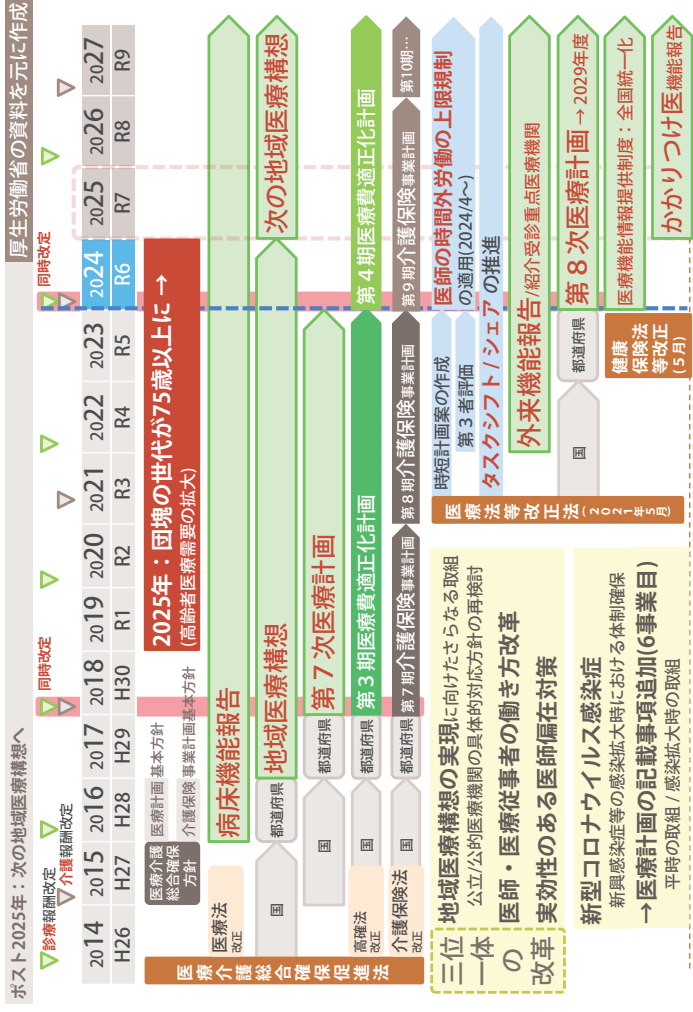 ポスト2025年：次の地域医療構想へ
厚生労働省の資料を元に作成
診療報酬改定
介護報酬改定
同時改定
同時改定
2014 2015 2016 2017 2018 2019 2020 2021 2022 2023 2024 2025 2026 2027
H26 H27 H28 H29 H30 R1 R2 R3 R4 R5 R6 R7 R8 R9
医療介護総合確保促進法
医療介護
総合確保
方針
医療計画 基本方針
介護保険 事業計画基本方針
2025年：団塊の世代が75歳以上に →
(高齢者医療需要の拡大)
医療法
改正
病床機能報告
国
都道府県
地域医療構想
次の地域医療構想
国
都道府県
第７次医療計画
高確法
改正
国
都道府県
第３期医療費適正化計画
第４期医療費適正化計画
介護保険法
改正
国
都道府県
第７期介護保険事業計画
第８期介護保険事業計画
第９期介護保険事業計画
第10期…
三位
一体
の
改革
地域医療構想の実現に向けたさらなる取組
公立/公的医療機関の具体的対応方針の再検討
医師・医療従事者の働き方改革
実効性のある医師偏在対策
新型コロナウイルス感染症
新興感染症等の感染拡大時における体制確保
→医療計画の記載事項追加(6事業目)
平時の取組 / 感染拡大時の取組
医療法等改正法(２０２１年５月)
時短計画案の作成
第３者評価
医師の時間外労働の上限規制
の適用(2024/4～)
タスクシフト / シェア の推進
外来機能報告/紹介受診重点医療機関
国
都道府県
第８次医療計画 → 2029年度
健康
保険法
等改正
(５月)
医療機能情報提供制度：全国統一化
かかりつけ医機能報告